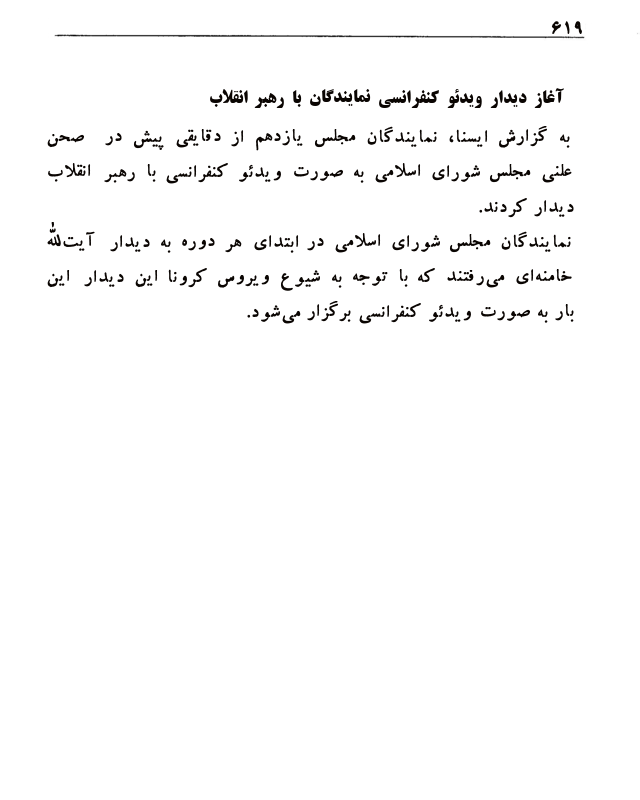 ۶۱۹
آغاز دیدار ویدئو کنفرانسی نمایندگان با رهبر انقلاب
به گزارش ایسنا، نمایندگان مجلس یازدهم از دقایقی پیش در صحن
علنی مجلس شورای اسلامی به صورت ویدئو کنفرانسی با رهبر انقلاب
دیدار کردند.
نمایندگان مجلس شورای اسلامی در ابتدای هر دوره به دیدار آیت‌الله
خامنه‌ای می‌رفتند که با توجه به شیوع ویروس کرونا این دیدار این
بار به صورت ویدئو کنفرانسی برگزار می‌شود.